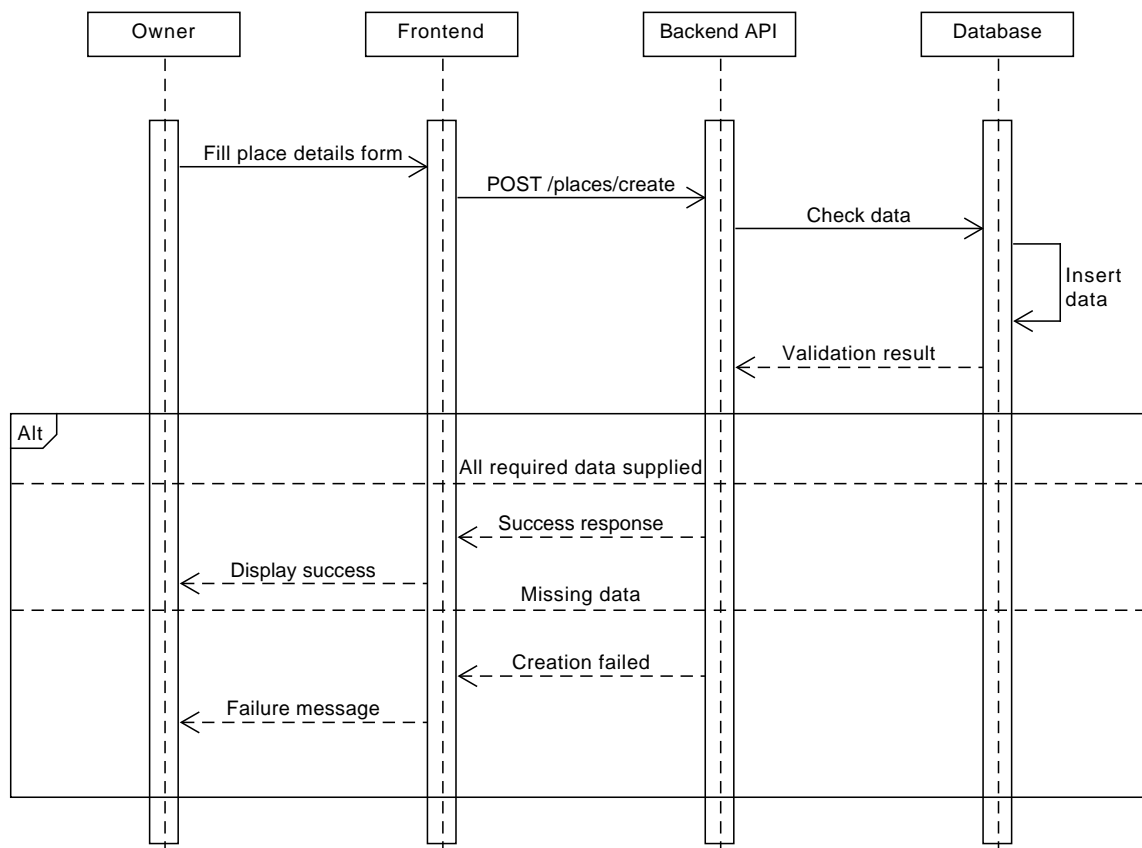 Owner
Frontend
Backend API
Database
Fill place details form
POST /places/create
Check data
Insert
data
Validation result
Alt
All required data supplied
Success response
Display success
Missing data
Creation failed
Failure message